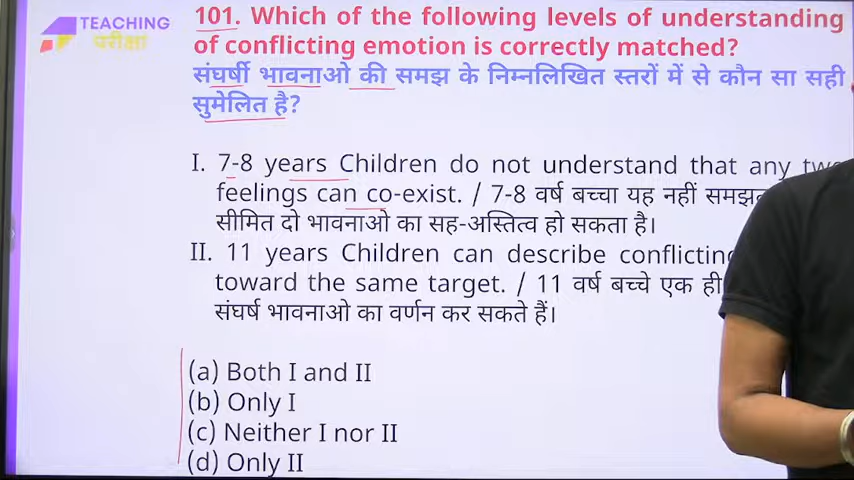 TEACHING
परीक्षा
101. Which of the following levels of understanding
of conflicting emotion is correctly matched?
संघर्षी भावनाओ की समझ के निम्नलिखित स्तरों में से कौन सा सही
सुमेलित है?
I. 7-8 years Children do not understand that any
feelings can co-exist. / 7-8 वर्ष बच्चा यह नहीं
सीमित दो भावनाओ का सह-अस्तित्व हो सकता है।
II. 11 years Children can describe conflicting
toward the same target. / 11 वर्ष बच्चे एक ही
संघर्ष भावनाओ का वर्णन कर सकते हैं।
(a) Both I and II
(b) Only I
(c) Neither I nor II
(d) Only II